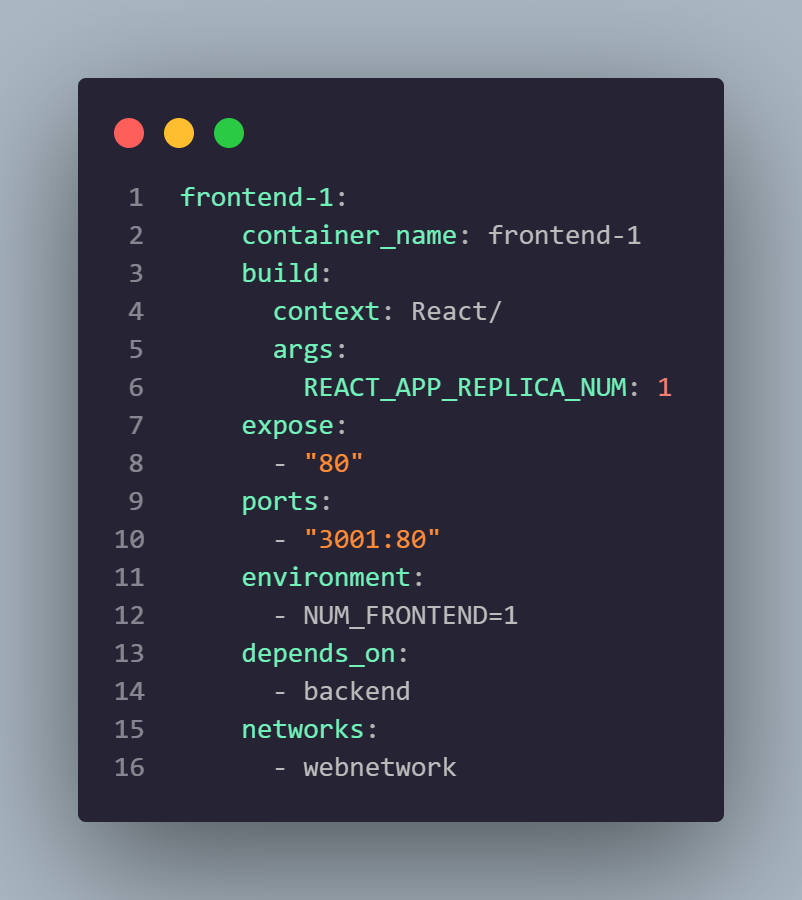 1 frontend-1:
2     container_name: frontend-1
3     build:
4       context: React/
5       args:
6         REACT_APP_REPLICA_NUM: 1
7     expose:
8       - "80"
9     ports:
10       - "3001:80"
11     environment:
12       - NUM_FRONTEND=1
13     depends_on:
14       - backend
15     networks:
16       - webnetwork